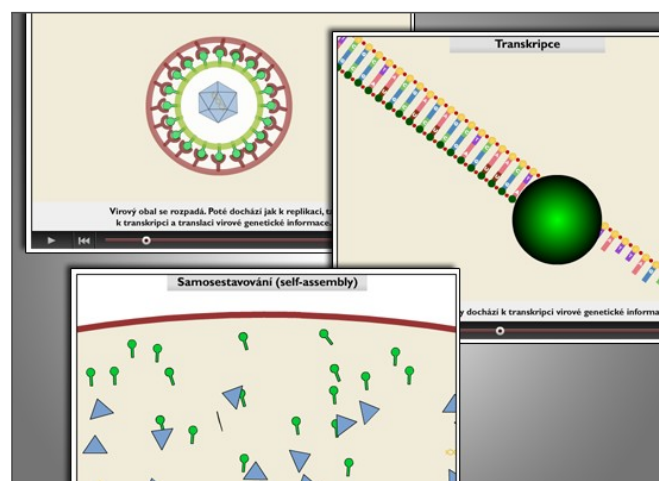 Virový obal se rozpadá. Poté dochází jak k replikaci,
k transkripci a translaci virové genetické informace.
Transkripce
dochází k transkripci virové genetické
Samosestavování (self-assembly)